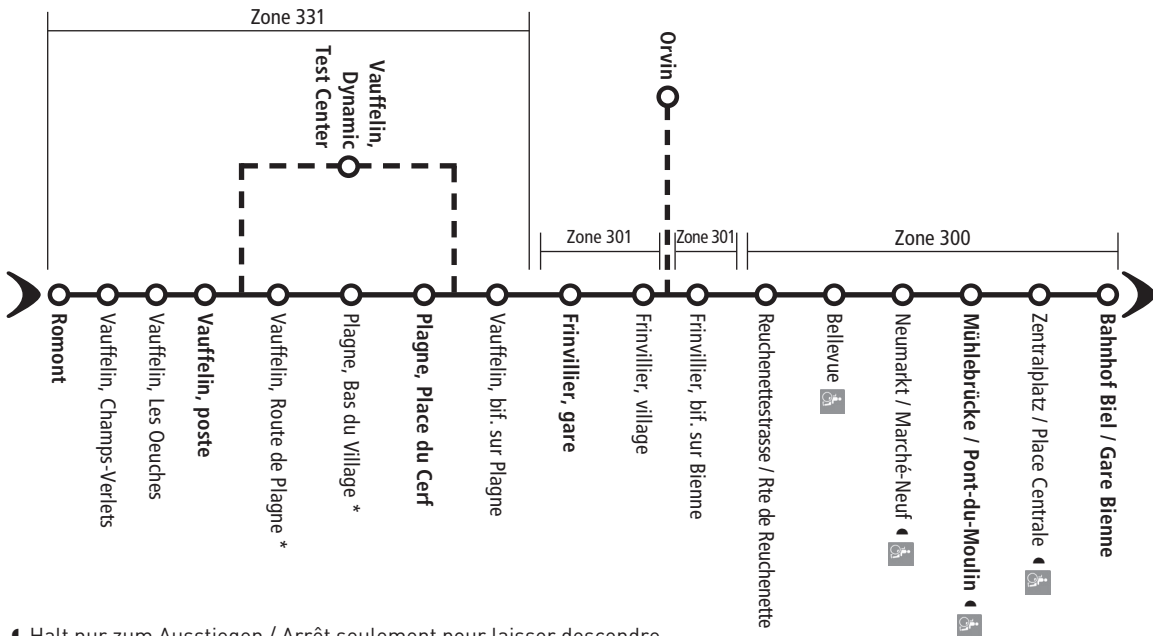 Zone 331
Vauffelin,
Dynamic
Test Center
Orvin
Zone 301
Zone 301
Zone 300
Romont
Vauffelin, Champs-Verlets
Vauffelin, Les Oeuches
Vauffelin, poste
Vauffelin, Route de Plagne *
Plagne, Bas du Village *
Plagne, Place du Cerf
Vauffelin, bif. sur Plagne
Frinvillier, gare
Frinvillier, village
Frinvillier, bif. sur Bienne
Reuchenettestrasse / Rte de Reuchenette
Bellevue
Neumarkt / Marché-Neuf ◖
Mühlebrücke / Pont-du-Moulin ◖
Zentralplatz / Place Centrale ◖
Bahnhof Biel / Gare Bienne
◖ Halt nur zum Aussteigen / Arrêt seulement pour laisser descendre